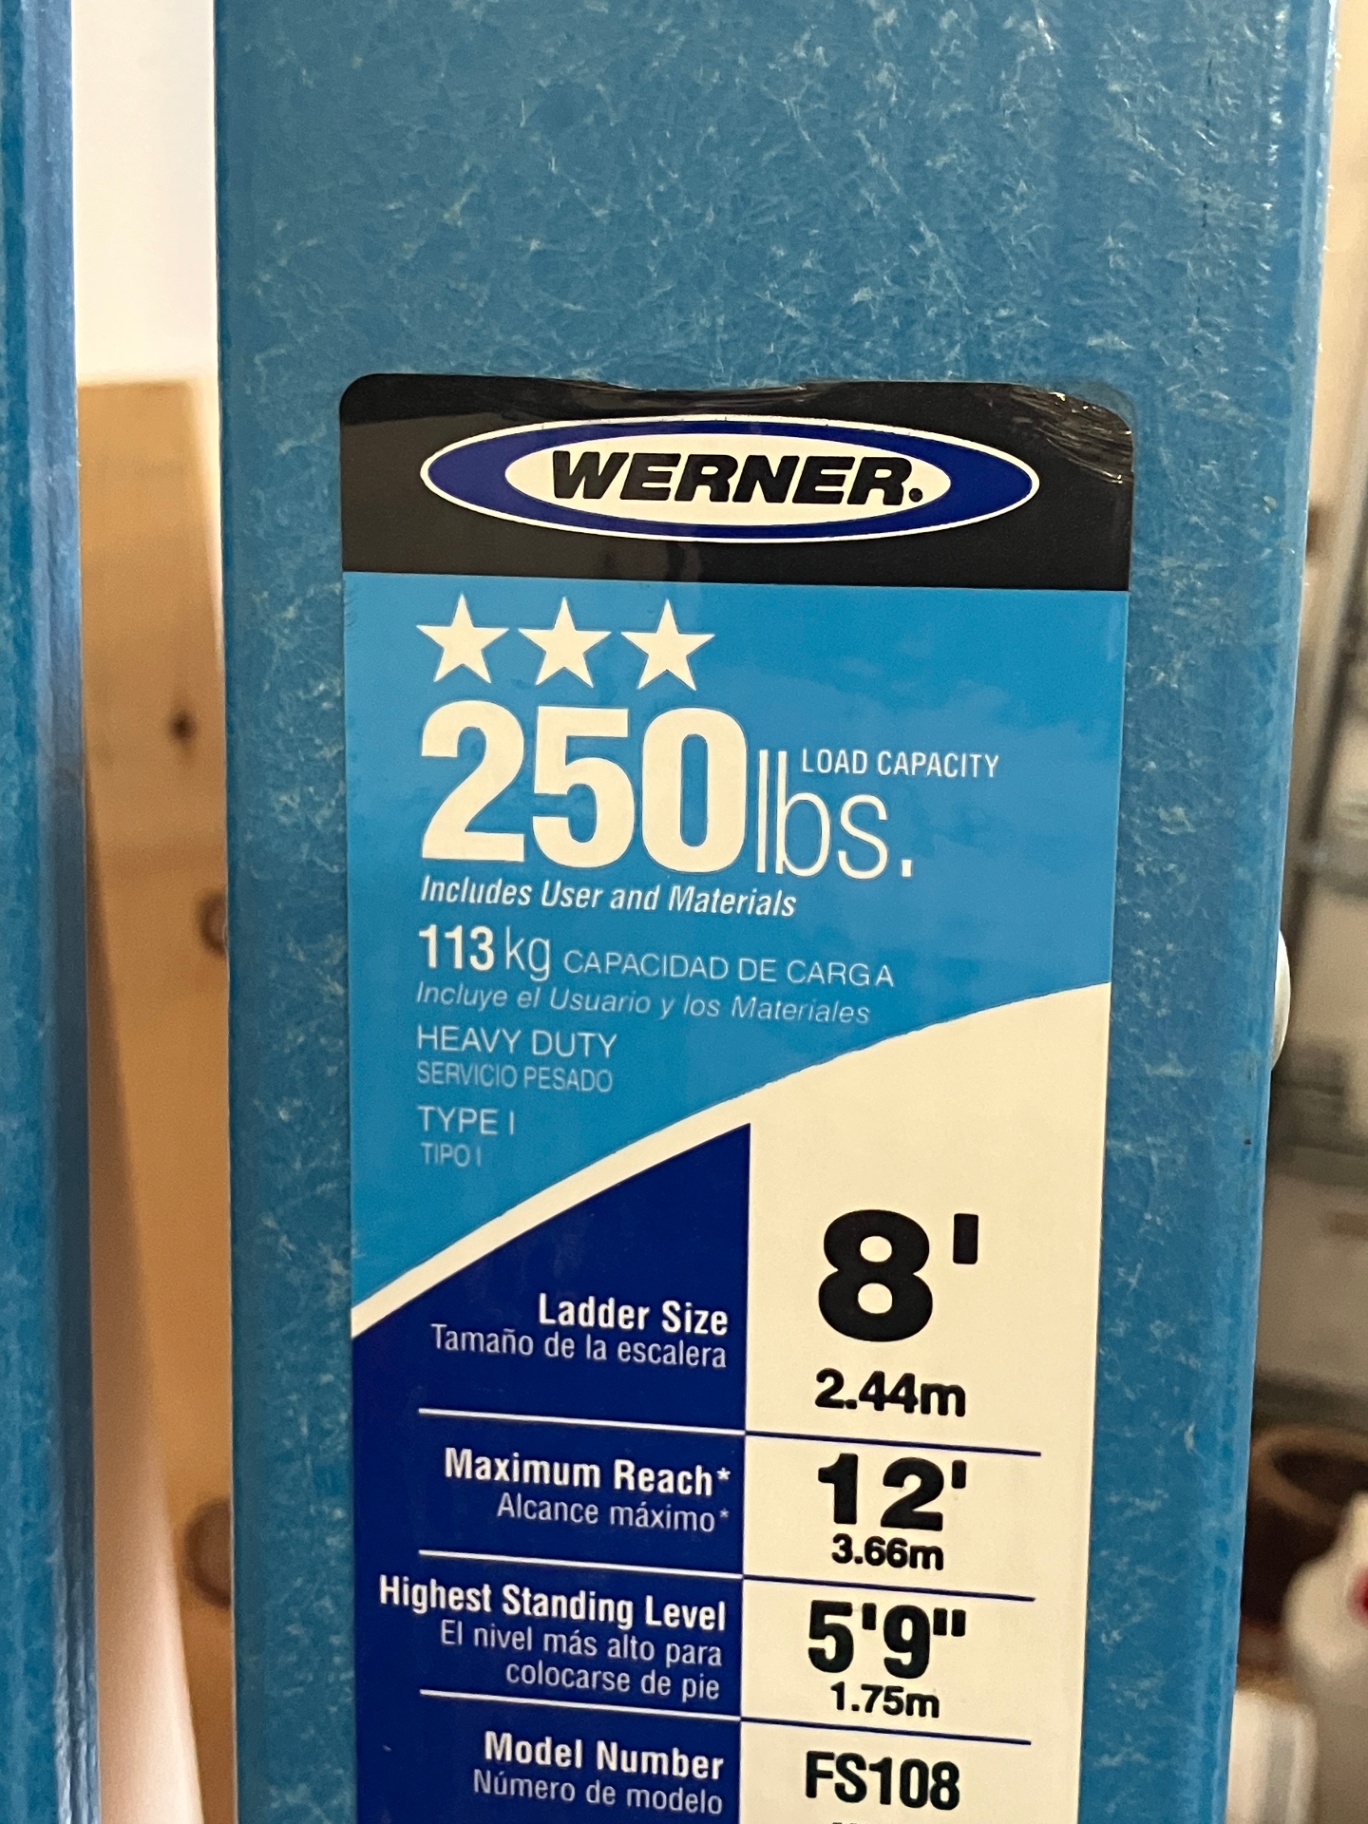 WERNER.
250 lbs. LOAD CAPACITY
Includes User and Materials
113 kg CAPACIDAD DE CARGA
Incluye el Usuario y los Materiales
HEAVY DUTY
SERVICIO PESADO
TYPE I
TIPO I
Ladder Size 8'
Tamaño de la escalera 2.44m
Maximum Reach* 12'
Alcance máximo* 3.66m
Highest Standing Level 5'9"
El nivel más alto para
colocarse de pie 1.75m
Model Number FS108
Número de modelo